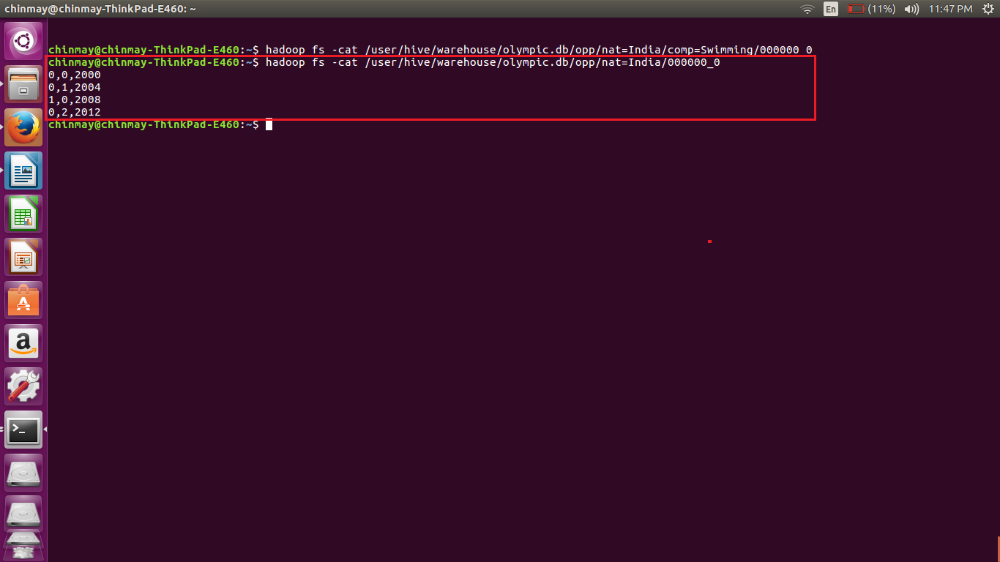 chinmay@chinmay-ThinkPad-E460: ~
En
(11%)
11:47 PM
chinmay@chinmay-ThinkPad-E460:~$ hadoop fs -cat /user/hive/warehouse/olympic.db/opp/nat=India/comp=Swimming/000000_0
chinmay@chinmay-ThinkPad-E460:~$ hadoop fs -cat /user/hive/warehouse/olympic.db/opp/nat=India/000000_0
0,0,2000
0,1,2004
1,0,2008
0,2,2012
chinmay@chinmay-ThinkPad-E460:~$